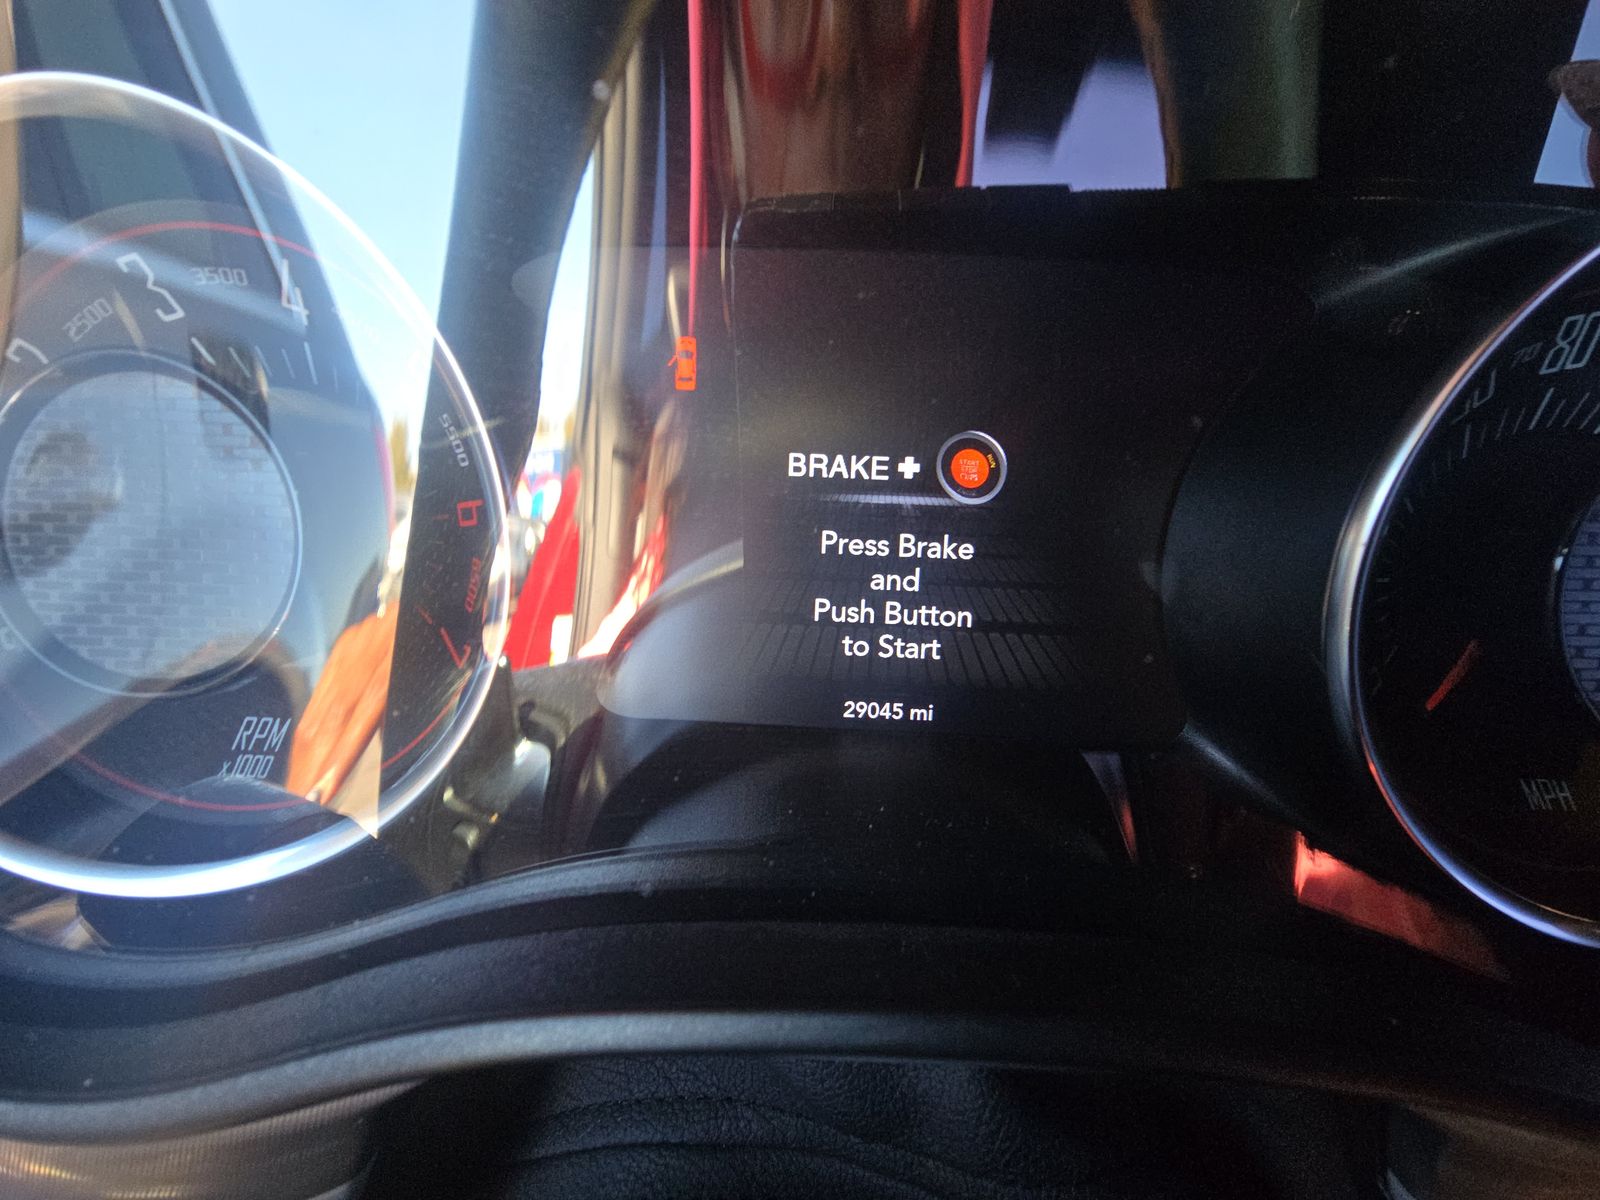 3
3500
4
2500
5500
6
6500
7
RPM
x1000
BRAKE +
START
STOP
RUN
Press Brake
and
Push Button
to Start
29045 mi
70
80
MPH